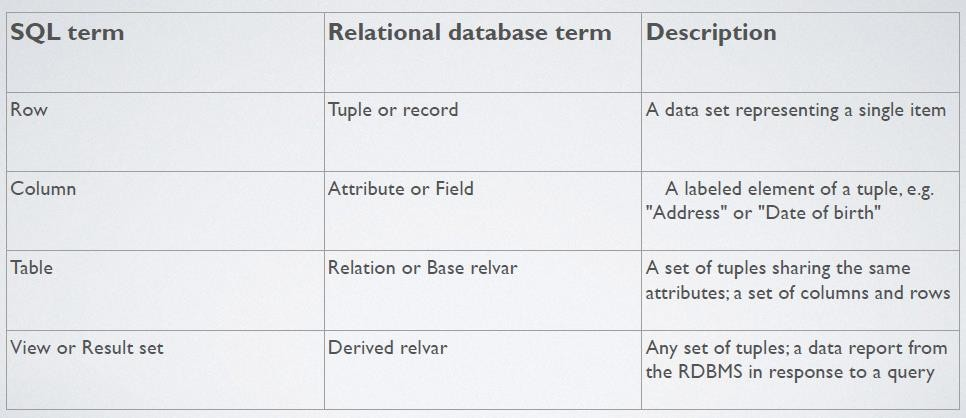 SQL term
Relational database term
Description
Row
Tuple or record
A data set representing a single item
Column
Attribute or Field
A labeled element of a tuple, e.g.
"Address" or "Date of birth"
Table
Relation or Base relvar
A set of tuples sharing the same
attributes; a set of columns and rows
View or Result set
Derived relvar
Any set of tuples; a data report from
the RDBMS in response to a query